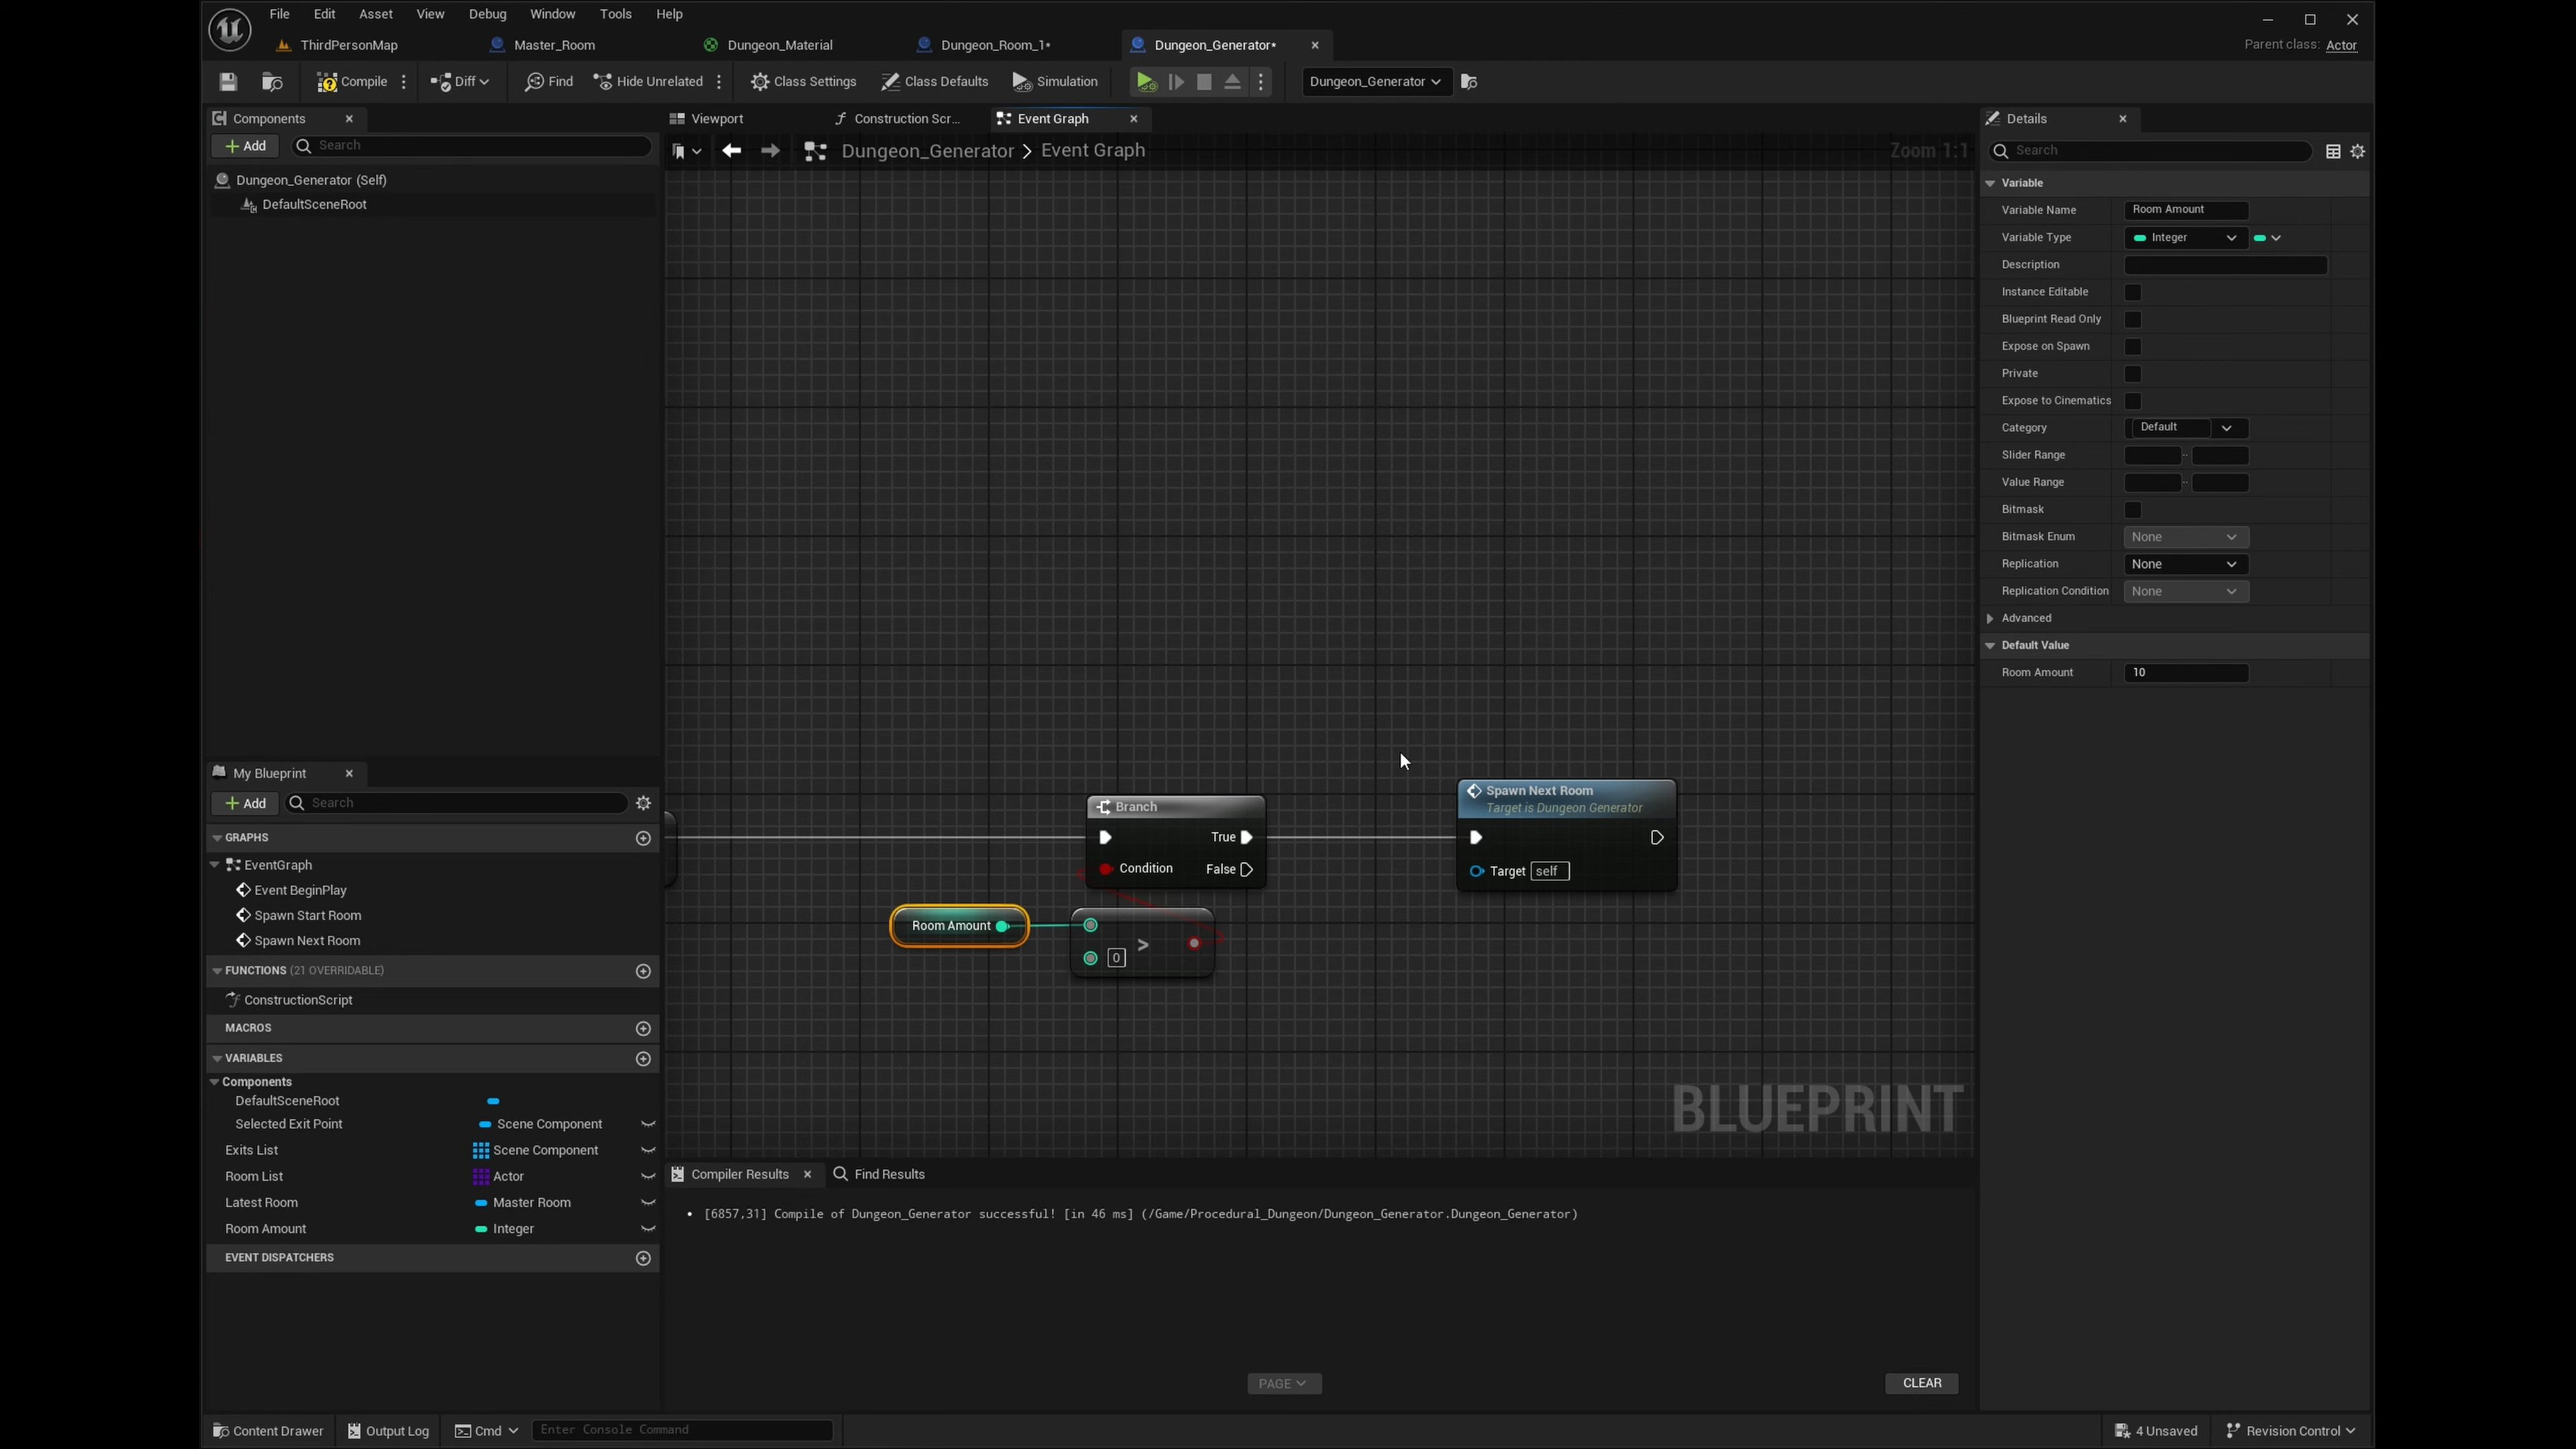 File Edit Asset View Debug Window Tools Help
ThirdPersonMap Master_Room Dungeon_Material Dungeon_Room_1* Dungeon_Generator*
Parent class: Actor
Compile Diff Find Hide Unrelated Class Settings Class Defaults Simulation Dungeon_Generator
Components
Add Search
Dungeon_Generator (Self)
DefaultSceneRoot
My Blueprint
Add Search
GRAPHS
EventGraph
Event BeginPlay
Spawn Start Room
Spawn Next Room
FUNCTIONS (21 OVERRIDABLE)
ConstructionScript
MACROS
VARIABLES
Components
DefaultSceneRoot
Selected Exit Point Scene Component
Exits List Scene Component
Room List Actor
Latest Room Master Room
Room Amount Integer
EVENT DISPATCHERS
Viewport Construction Scr... Event Graph
Dungeon_Generator > Event Graph
Zoom 1:1
Branch
True
Condition False
Spawn Next Room
Target is Dungeon Generator
Target self
Room Amount
>
0
BLUEPRINT
Compiler Results Find Results
• [6857,31] Compile of Dungeon_Generator successful! [in 46 ms] (/Game/Procedural_Dungeon/Dungeon_Generator.Dungeon_Generator)
PAGE
CLEAR
Details
Search
Variable
Variable Name Room Amount
Variable Type Integer
Description
Instance Editable
Blueprint Read Only
Expose on Spawn
Private
Expose to Cinematics
Category Default
Slider Range
Value Range
Bitmask
Bitmask Enum None
Replication None
Replication Condition None
Advanced
Default Value
Room Amount 10
Content Drawer Output Log Cmd Enter Console Command
4 Unsaved Revision Control